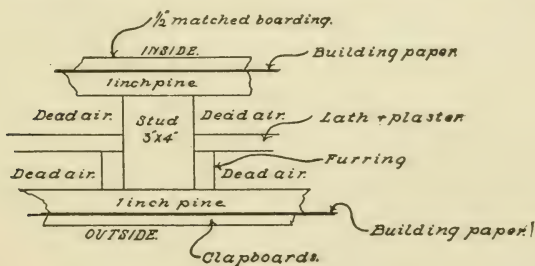 ½" matched boarding.
INSIDE.
Building paper
1 inch pine
Dead air. Stud 3"x4" Dead air.
Lath + plaster
Furring
Dead air. Dead air.
1 inch pine
OUTSIDE.
Building paper
Clapboards.